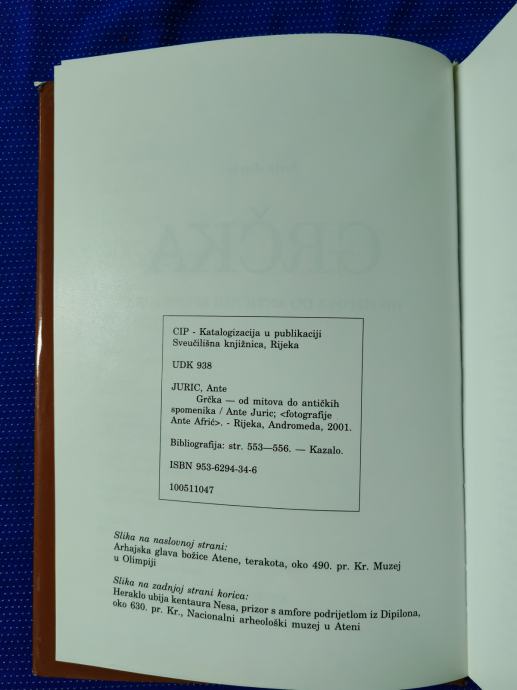 CIP - Katalogizacija u publikaciji
Sveučilišna knjižnica, Rijeka
UDK 938
JURIC, Ante
Grčka — od mitova do antičkih
spomenika / Ante Juric; <fotografije
Ante Afrić>. - Rijeka, Andromeda, 2001.
Bibliografija: str. 553—556. — Kazalo.
ISBN 953-6294-34-6
100511047
Slika na naslovnoj strani:
Arhajska glava božice Atene, terakota, oko 490. pr. Kr. Muzej
u Olimpiji
Slika na zadnjoj strani korica:
Heraklo ubija kentaura Nesa, prizor s amfore podrijetlom iz Dipilona,
oko 630. pr. Kr., Nacionalni arheološki muzej u Ateni